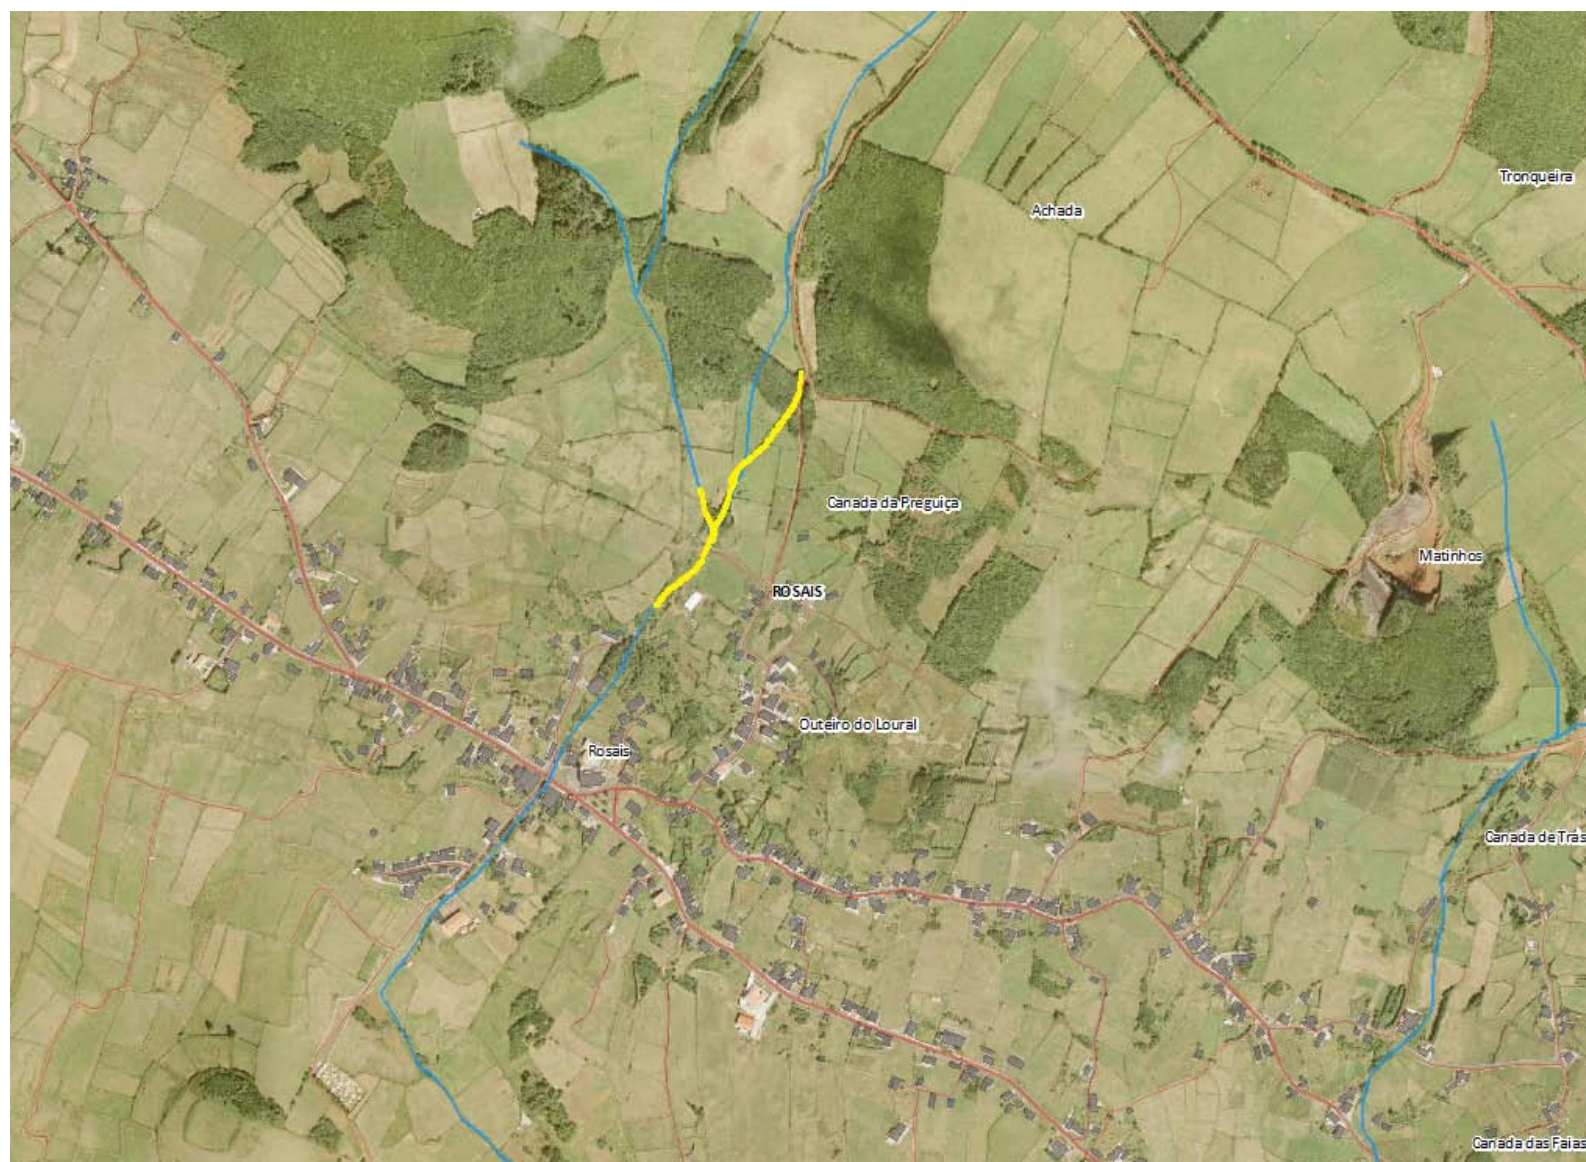 Tronqueira
Achada
Canada da Preguiça
Matinhos
ROSAIS
Outeiro do Loural
Rosais
Canada de Trás
Canada das Faias